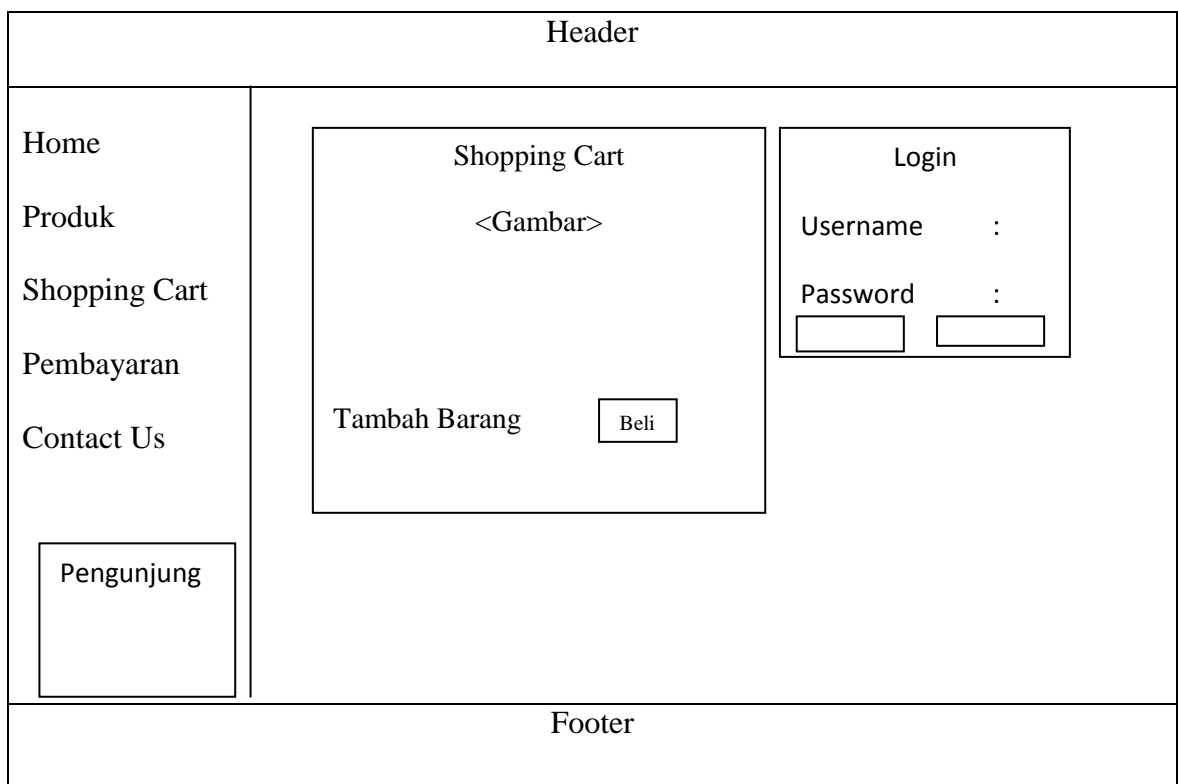 Header
Home
Produk
Shopping Cart
Pembayaran
Contact Us
Pengunjung
Shopping Cart
<Gambar>
Tambah Barang
Beli
Login
Username :
Password :
Footer